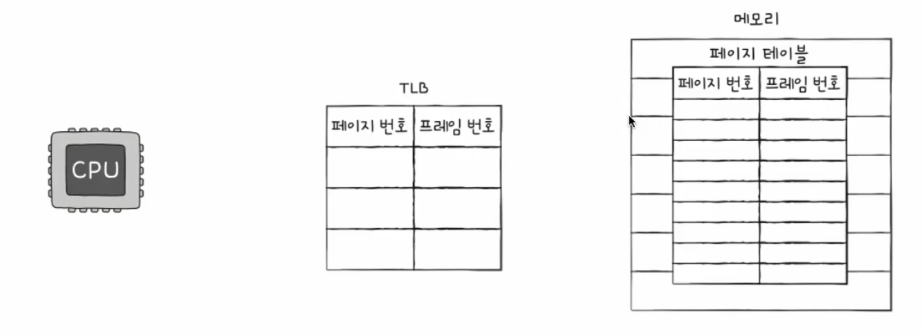 메모리
페이지 테이블
페이지 번호 프레임 번호
TLB
페이지 번호 프레임 번호
CPU